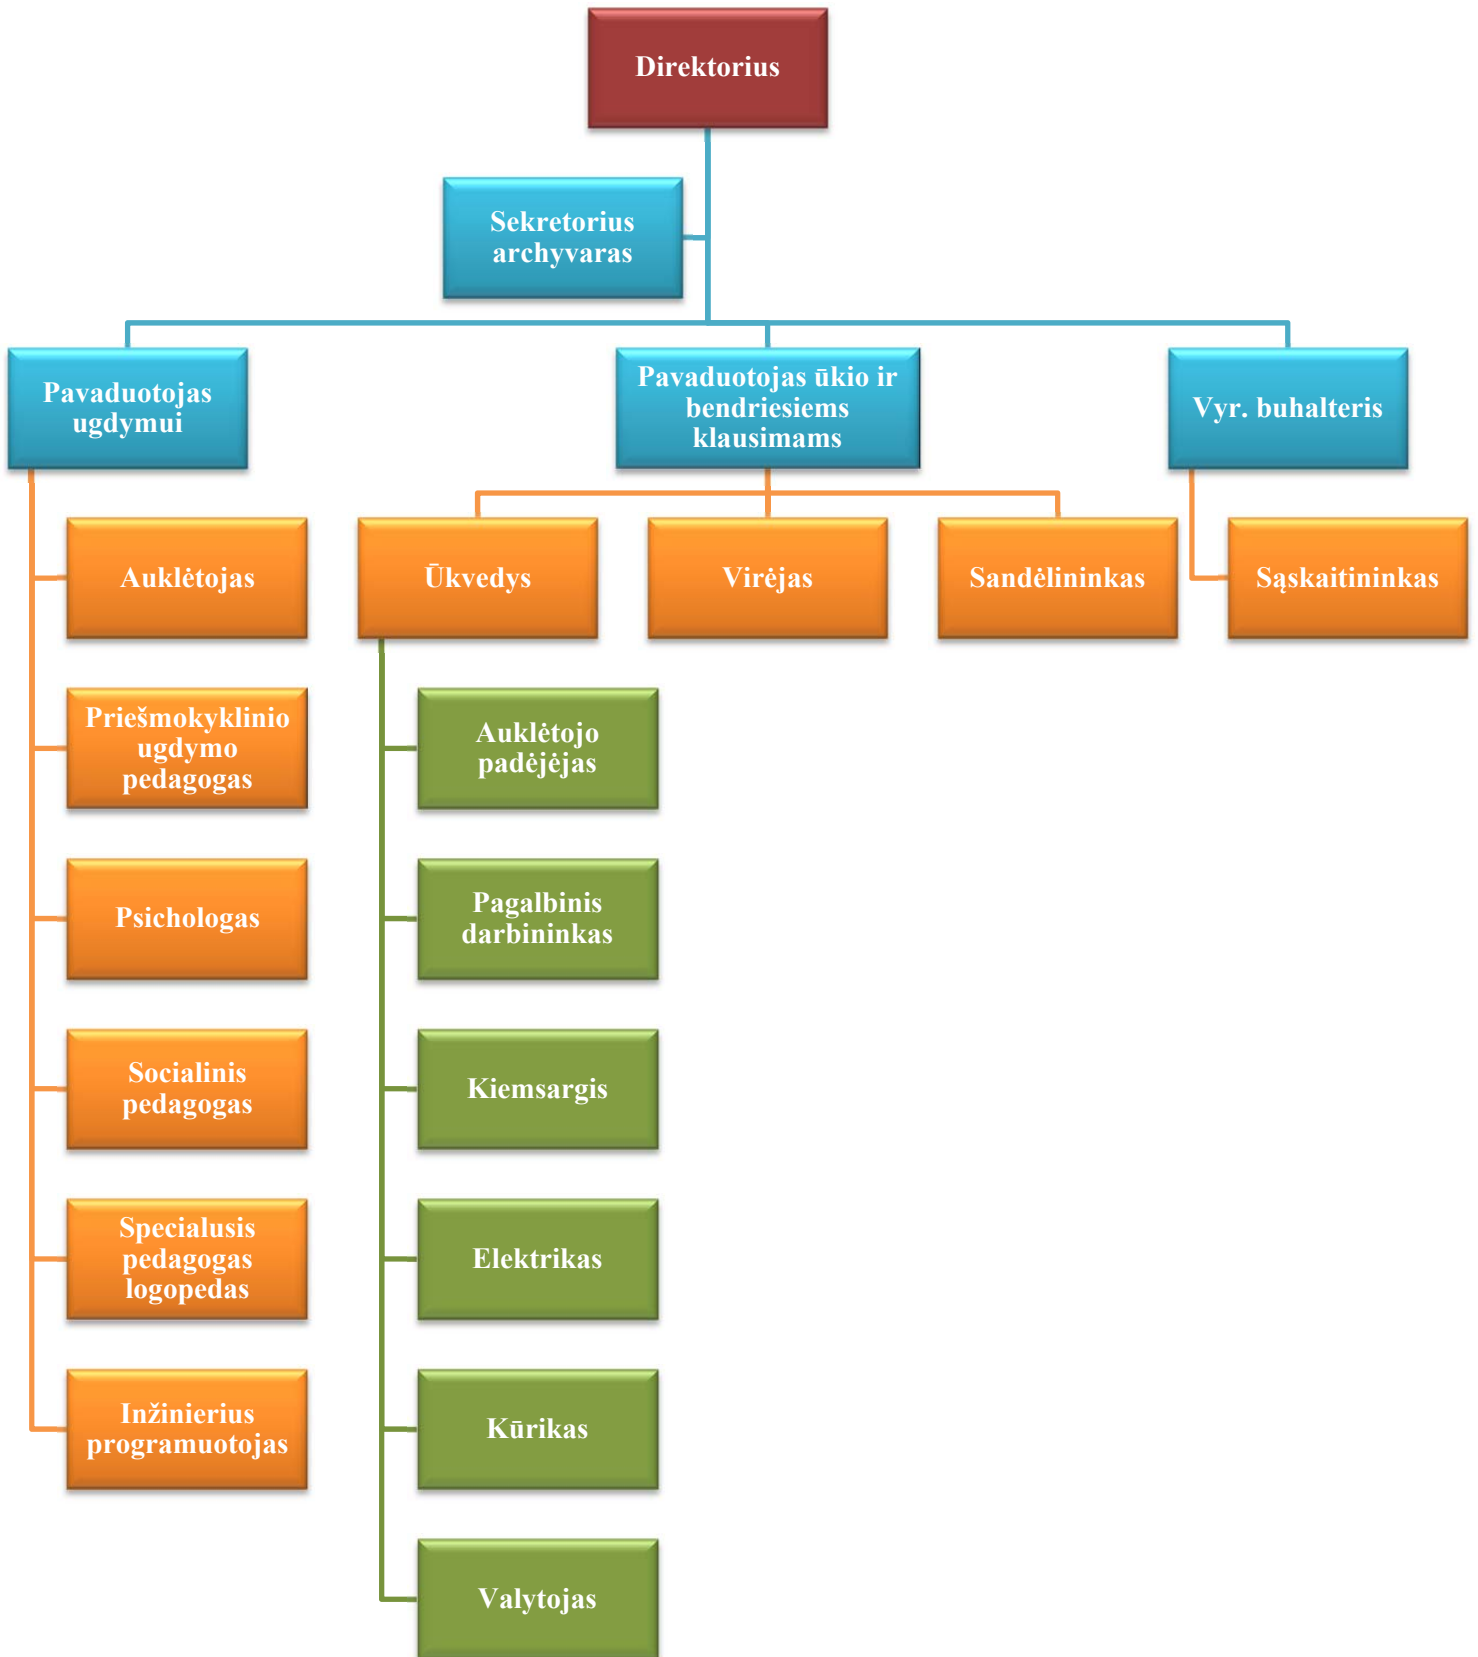 Direktorius
Sekretorius
archyvaras
Pavaduotojas
ugdymui
Pavaduotojas ūkio ir
bendriesiems
klausimams
Vyr. buhalteris
Auklėtojas
Ūkvedys
Virėjas
Sandėlininkas
Sąskaitininkas
Priešmokyklinio
ugdymo
pedagogas
Auklėtojo
padėjėjas
Psichologas
Pagalbinis
darbininkas
Socialinis
pedagogas
Kiemsargis
Specialusis
pedagogas
logopedas
Elektrikas
Inžinierius
programuotojas
Kūrikas
Valytojas